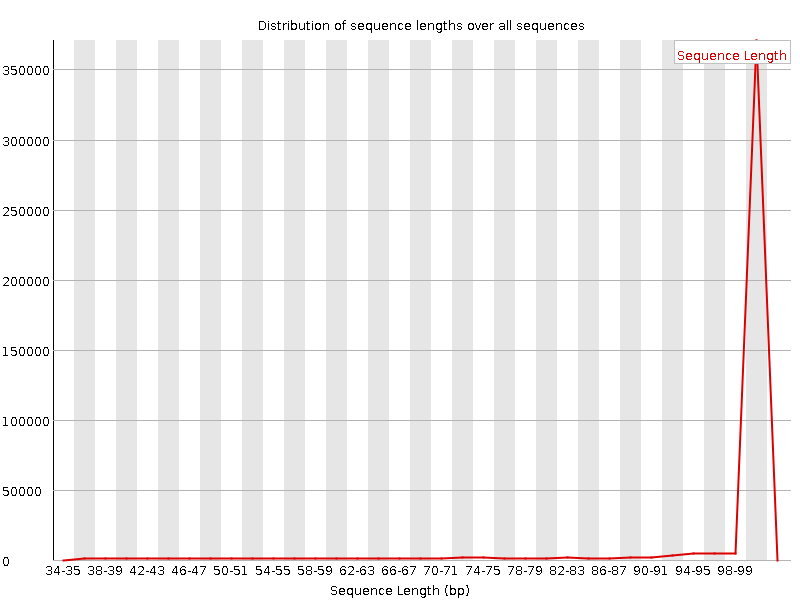 Distribution of sequence lengths over all sequences
Sequence Length
350000
300000
250000
200000
150000
100000
50000
0
34-35 38-39 42-43 46-47 50-51 54-55 58-59 62-63 66-67 70-71 74-75 78-79 82-83 86-87 90-91 94-95 98-99
Sequence Length (bp)